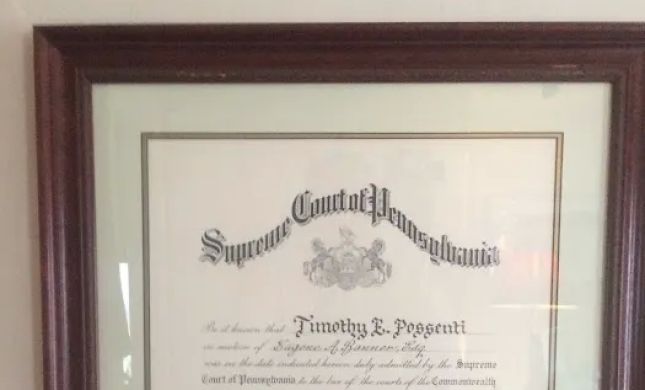 Supreme Court of Pennsylvania
Be it known that Timothy E. Possenti
on motion of Eugene A. Bannon, Esq.
was on the date indicated hereon duly admitted by the Supreme
Court of Pennsylvania to the bar of the courts of the Commonwealth